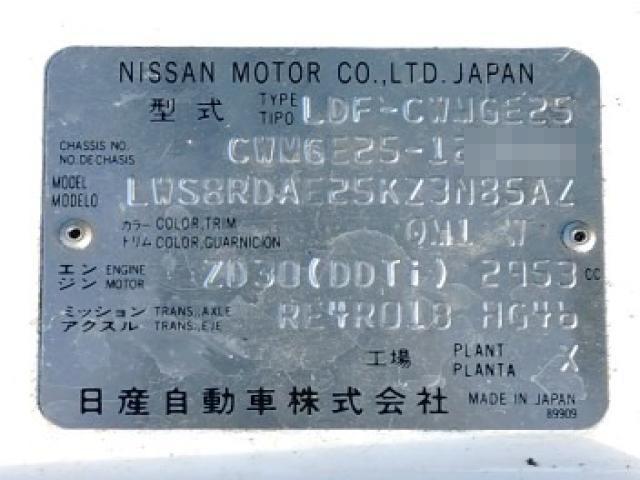 NISSAN MOTOR CO.,LTD. JAPAN
型式 TYPE TIPO LDF-CWMGE25
CHASSIS NO. NO.DE CHASIS CWMGE25-12
MODEL MODELO LWS8RDAE25KZ3N85AZ
カラー COLOR,TRIM
トリム COLOR,GUARNICION QM1 W
エンジン ENGINE MOTOR ZD30(DDTi) 2953 CC
ミッション TRANS.,AXLE
アクスル TRANS.,EJE RE4R01B HG46
工場 PLANT PLANTA X
日産自動車株式会社 MADE IN JAPAN
89909